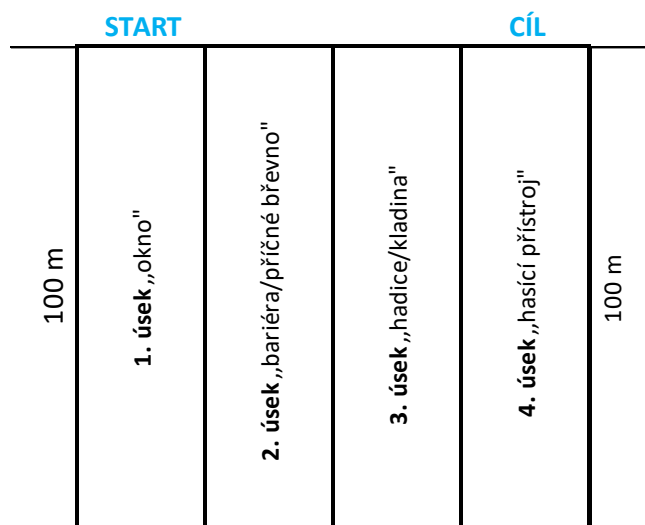 START
CÍL
100 m
1. úsek „okno"
2. úsek „bariéra/příčné břevno"
3. úsek „hadice/kladina"
4. úsek „hasící přístroj"
100 m